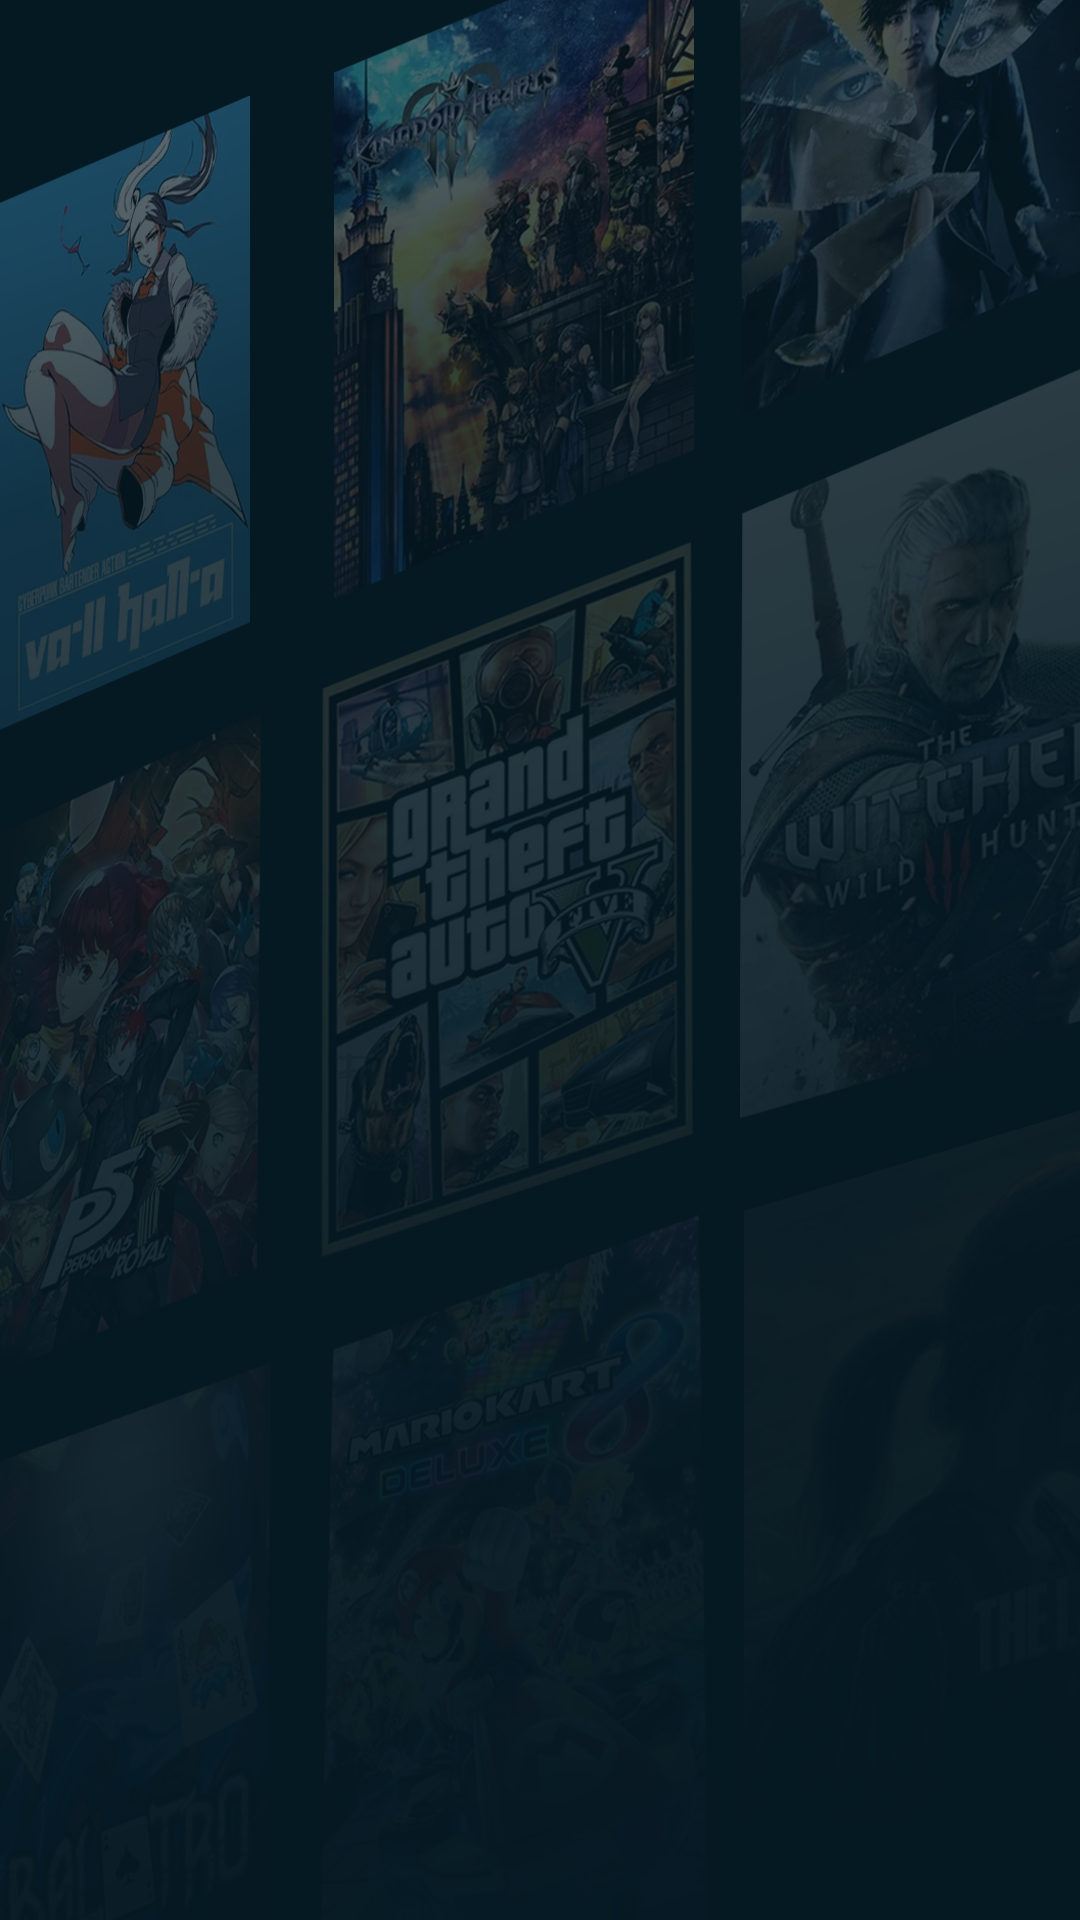 KINGDOM HEARTS
III
CYBERPUNK BARTENDER ACTION
va-11 hall-a
grand
theft
auto
V
FIVE
THE
WITCHER
WILD III HUNT
P5
PERSONA5
ROYAL
MARIOKART 8
DELUXE
THE L
BALATRO